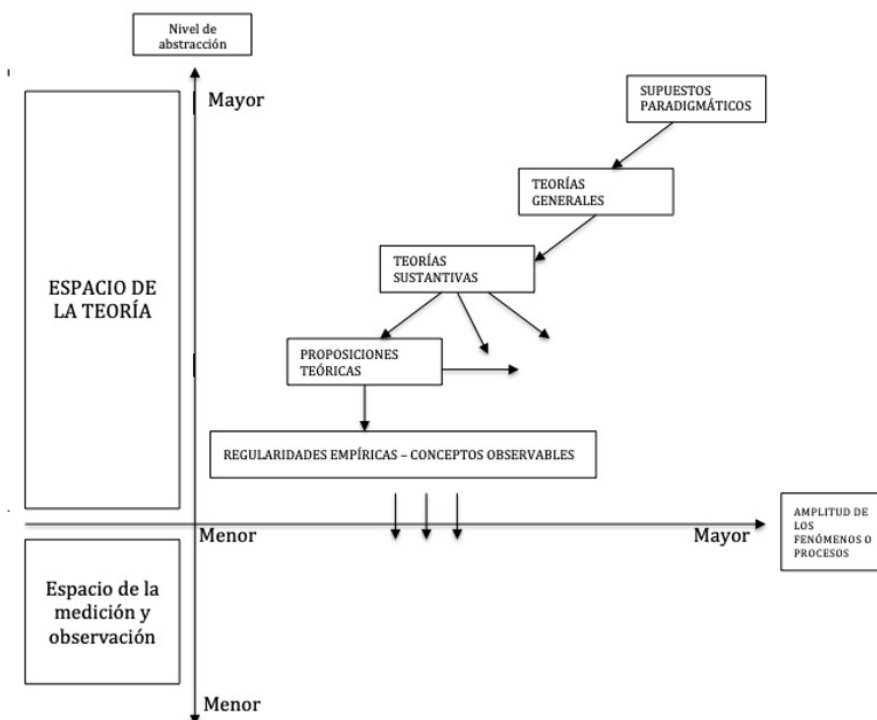 Nivel de
abstracción
Mayor
SUPUESTOS
PARADIGMÁTICOS
TEORÍAS
GENERALES
TEORÍAS
SUSTANTIVAS
ESPACIO DE
LA TEORÍA
PROPOSICIONES
TEÓRICAS
REGULARIDADES EMPÍRICAS – CONCEPTOS OBSERVABLES
Menor
Mayor
AMPLITUD DE
LOS
FENÓMENOS O
PROCESOS
Espacio de la
medición y
observación
Menor